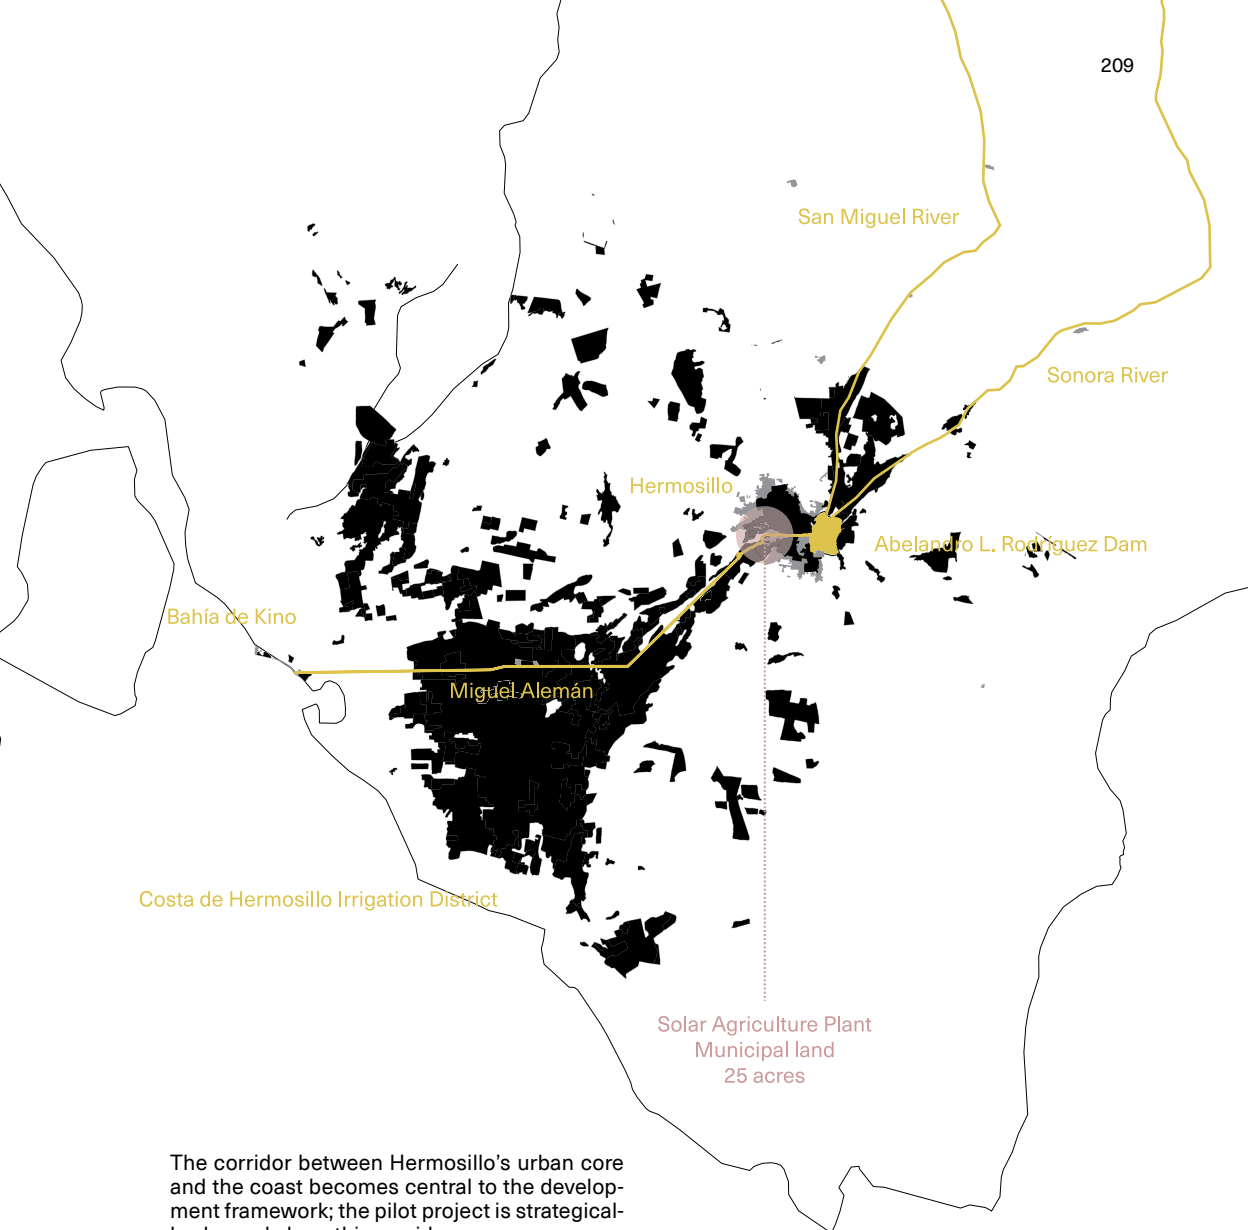 209
San Miguel River
Sonora River
Hermosillo
Abelandro L. Rodríguez Dam
Bahía de Kino
Miguel Alemán
Costa de Hermosillo Irrigation District
Solar Agriculture Plant
Municipal land
25 acres
The corridor between Hermosillo’s urban core
and the coast becomes central to the develop-
ment framework; the pilot project is strategical-